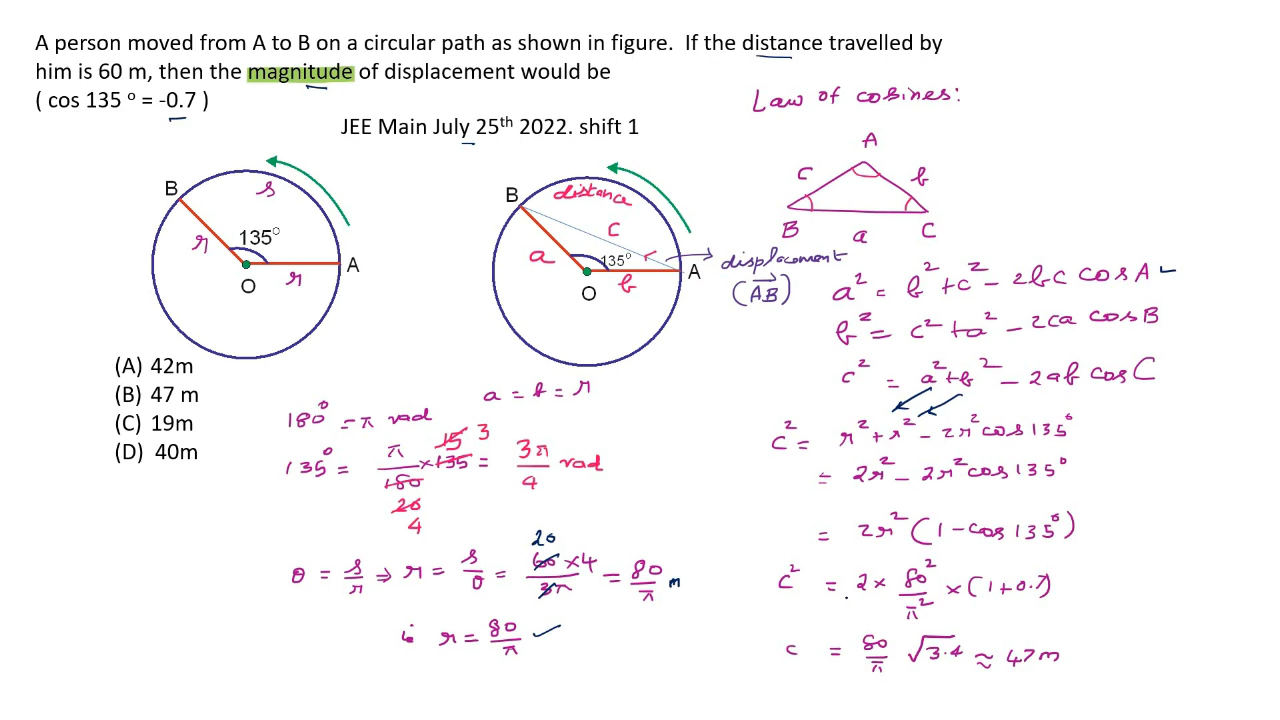 A person moved from A to B on a circular path as shown in figure. If the distance travelled by
him is 60 m, then the magnitude of displacement would be
( cos 135 ° = -0.7 )
JEE Main July 25th 2022. shift 1
Law of cosines:
A
C b
B a C
B
s
r
135°
A
O
r
B
distance
c
a
135°
A
O
b
displacement
(AB)
a² = b² + c² - 2bc cos A
b² = c² + a² - 2ca cos B
c² = a² + b² - 2ab cos C
(A) 42m
(B) 47 m
(C) 19m
(D) 40m
a = b = r
180° = π rad
135° = π/180 × 135 = 3π/4 rad
15 3
20
4
θ = s/r ⇒ r = s/θ = 60×4/3π = 80/π m
20
r = 80/π
c² = r² + r² - 2r² cos 135°
= 2r² - 2r² cos 135°
= 2r² (1 - cos 135°)
c² = 2 × 80²/π² × (1+0.7)
c = 80/π √3.4 ≈ 47m